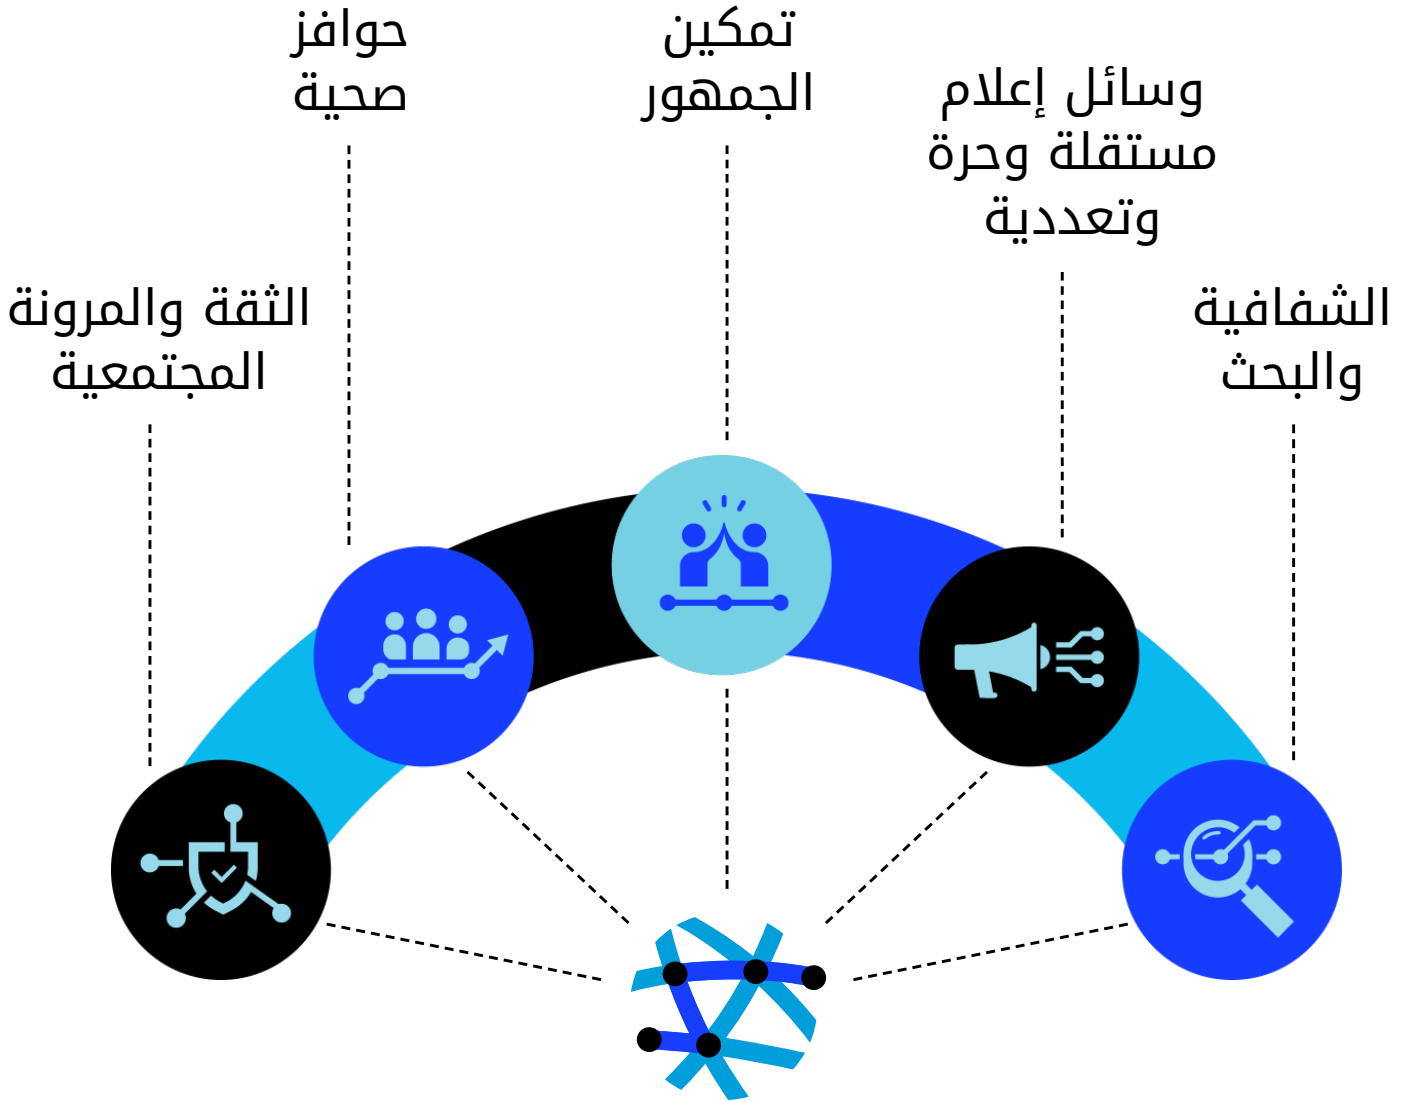 الشفافية
والبحث
وسائل إعلام
مستقلة وحرة
وتعددية
تمكين
الجمهور
حوافز
صحية
الثقة والمرونة
المجتمعية